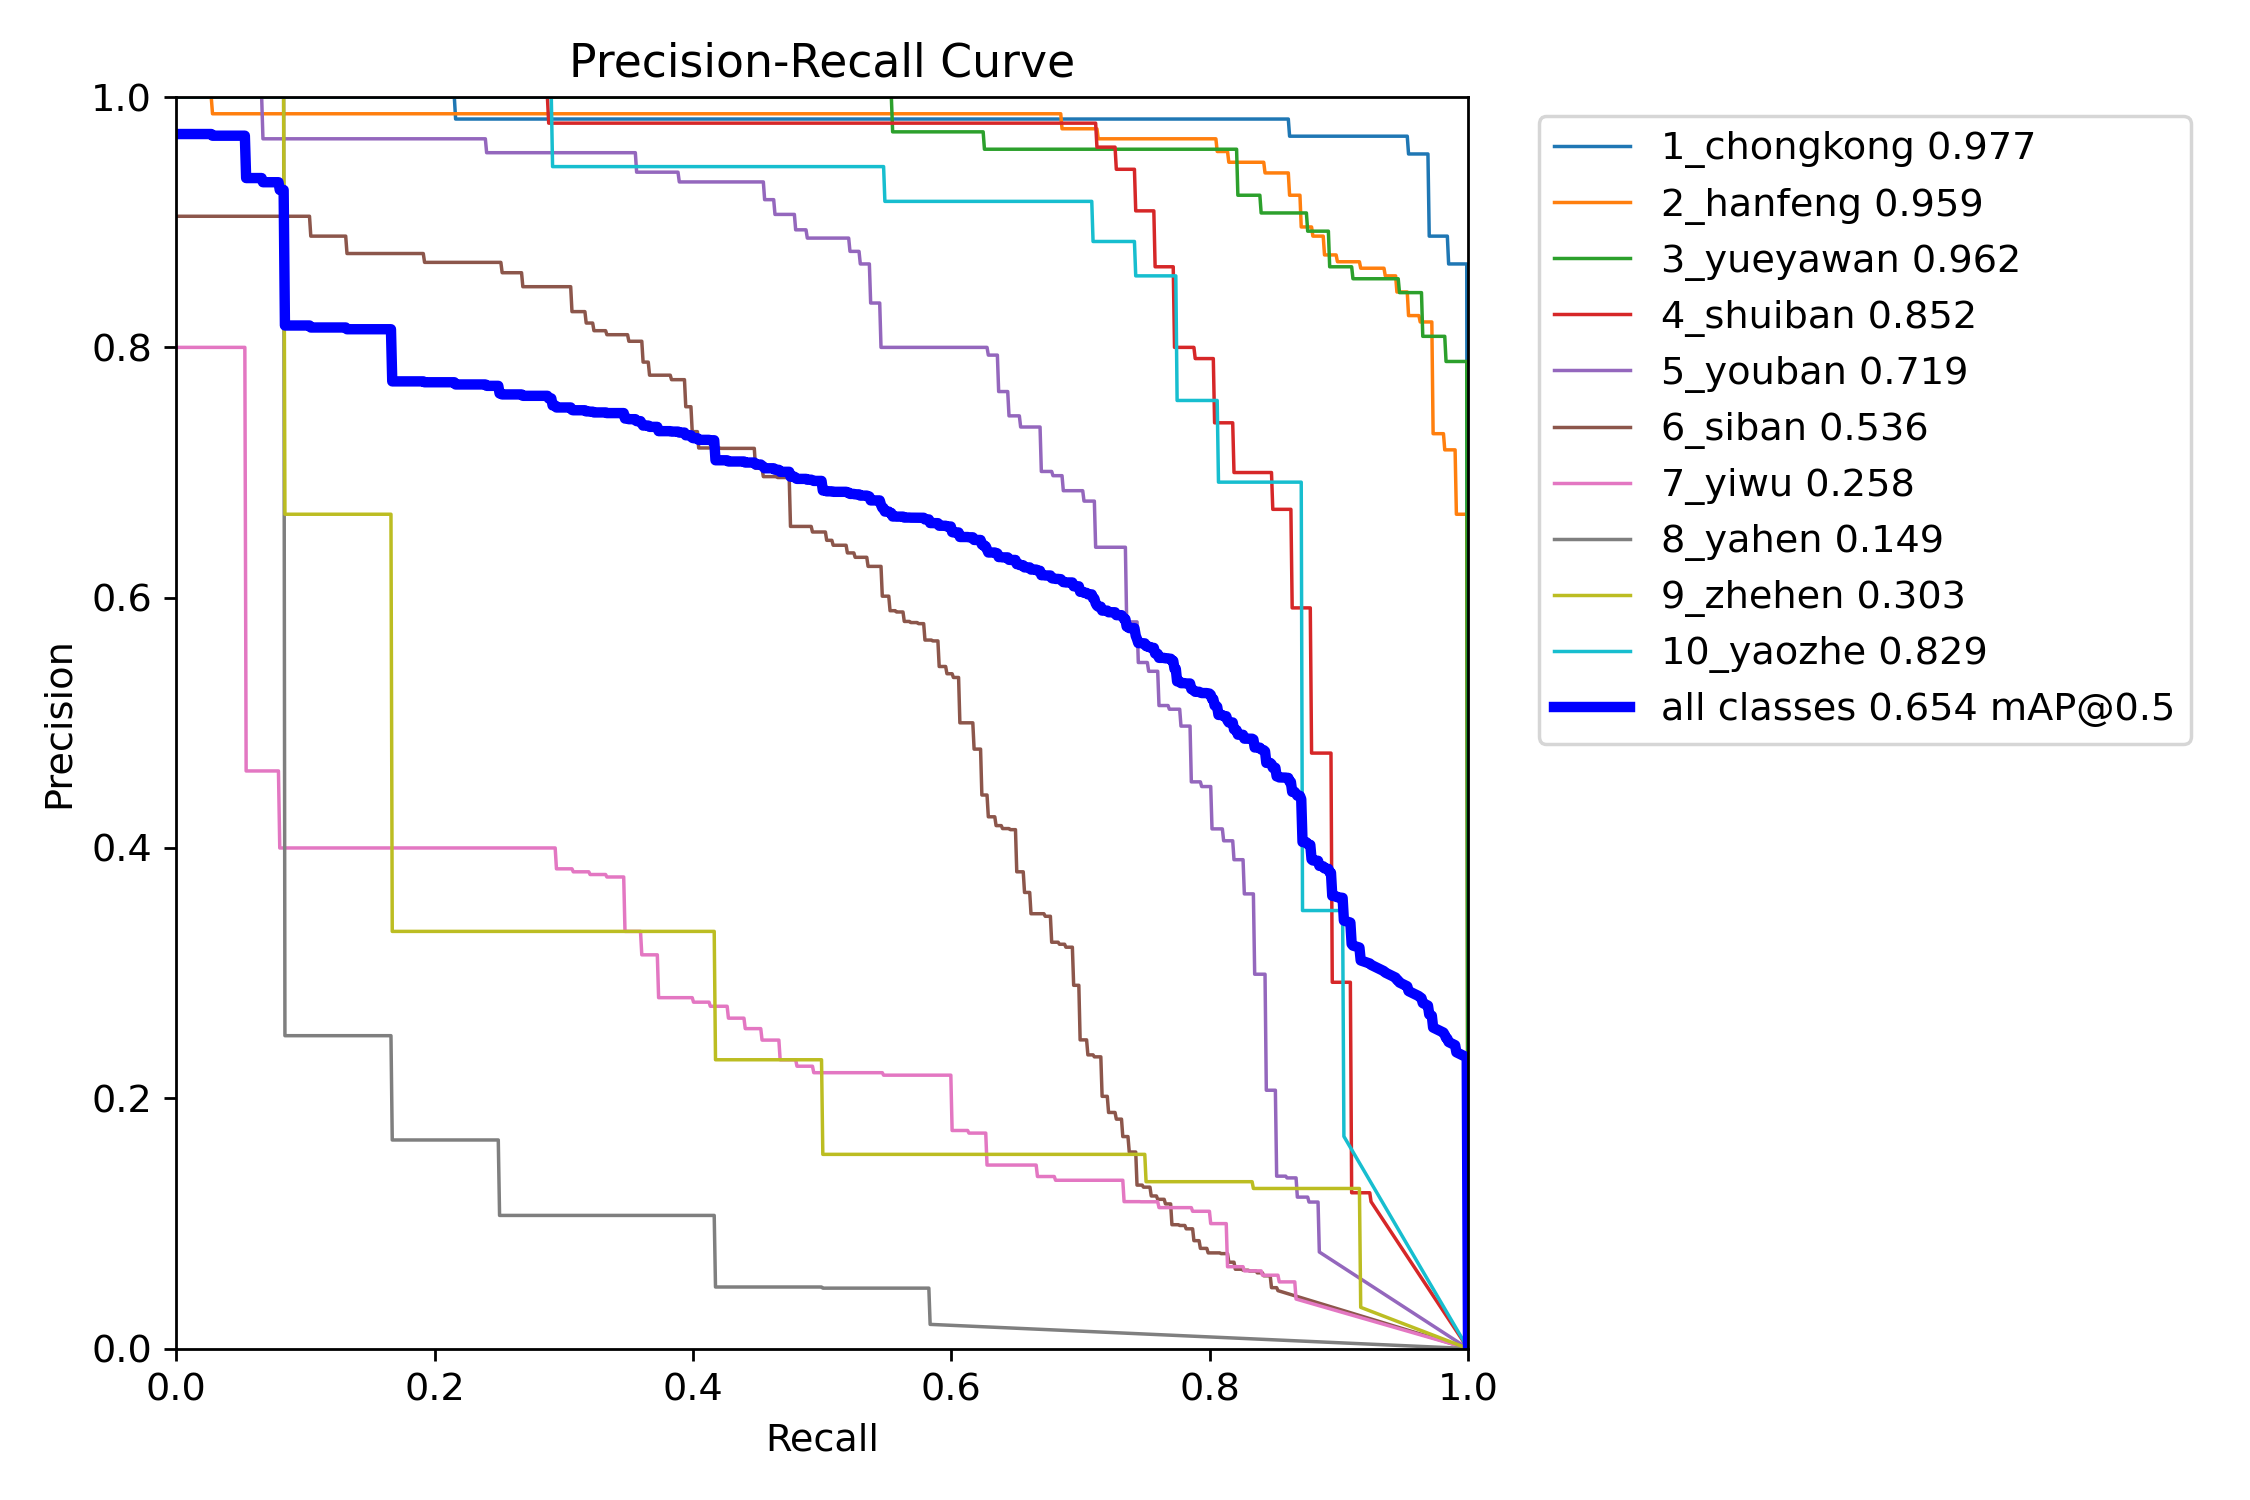 Precision-Recall Curve
1.0
0.8
0.6
0.4
0.2
0.0
Precision
0.0 0.2 0.4 0.6 0.8 1.0
Recall
1_chongkong 0.977
2_hanfeng 0.959
3_yueyawan 0.962
4_shuiban 0.852
5_youban 0.719
6_siban 0.536
7_yiwu 0.258
8_yahen 0.149
9_zhehen 0.303
10_yaozhe 0.829
all classes 0.654 mAP@0.5